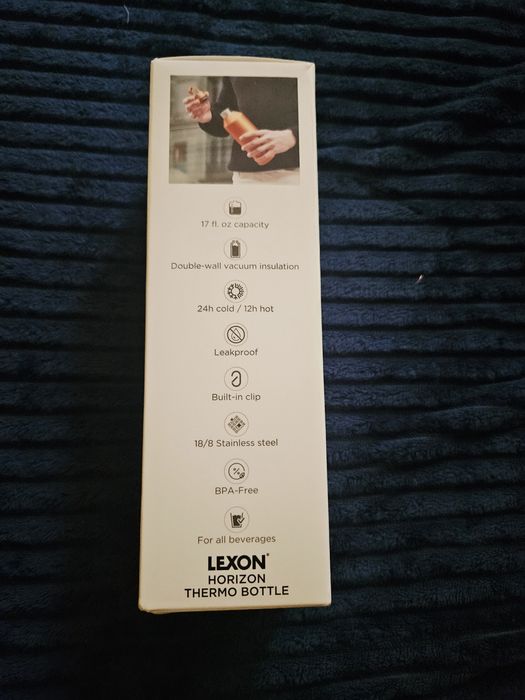 17 fl. oz capacity
Double-wall vacuum insulation
24h cold / 12h hot
Leakproof
Built-in clip
18/8 Stainless steel
BPA-Free
For all beverages
LEXON®
HORIZON
THERMO BOTTLE